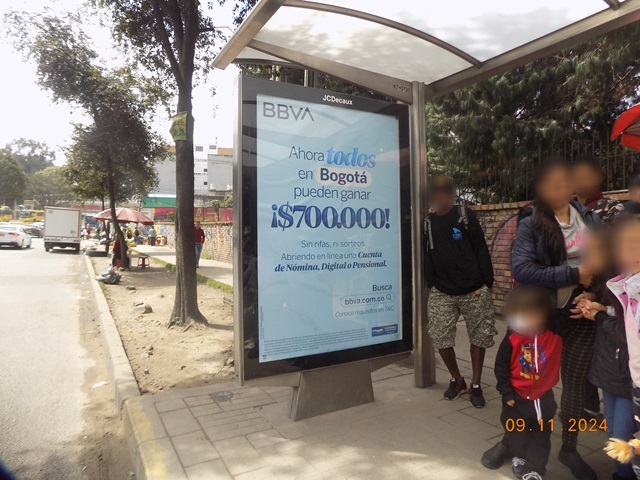 JCDecaux
BBVA
Ahora todos
en Bogotá
pueden ganar
¡$700.000!
Sin rifas, ni sorteos.
Abriendo en línea una Cuenta
de Nómina, Digital o Pensional.
Busca
bbva.com.co
Conoce requisitos en T&C
09.11.2024